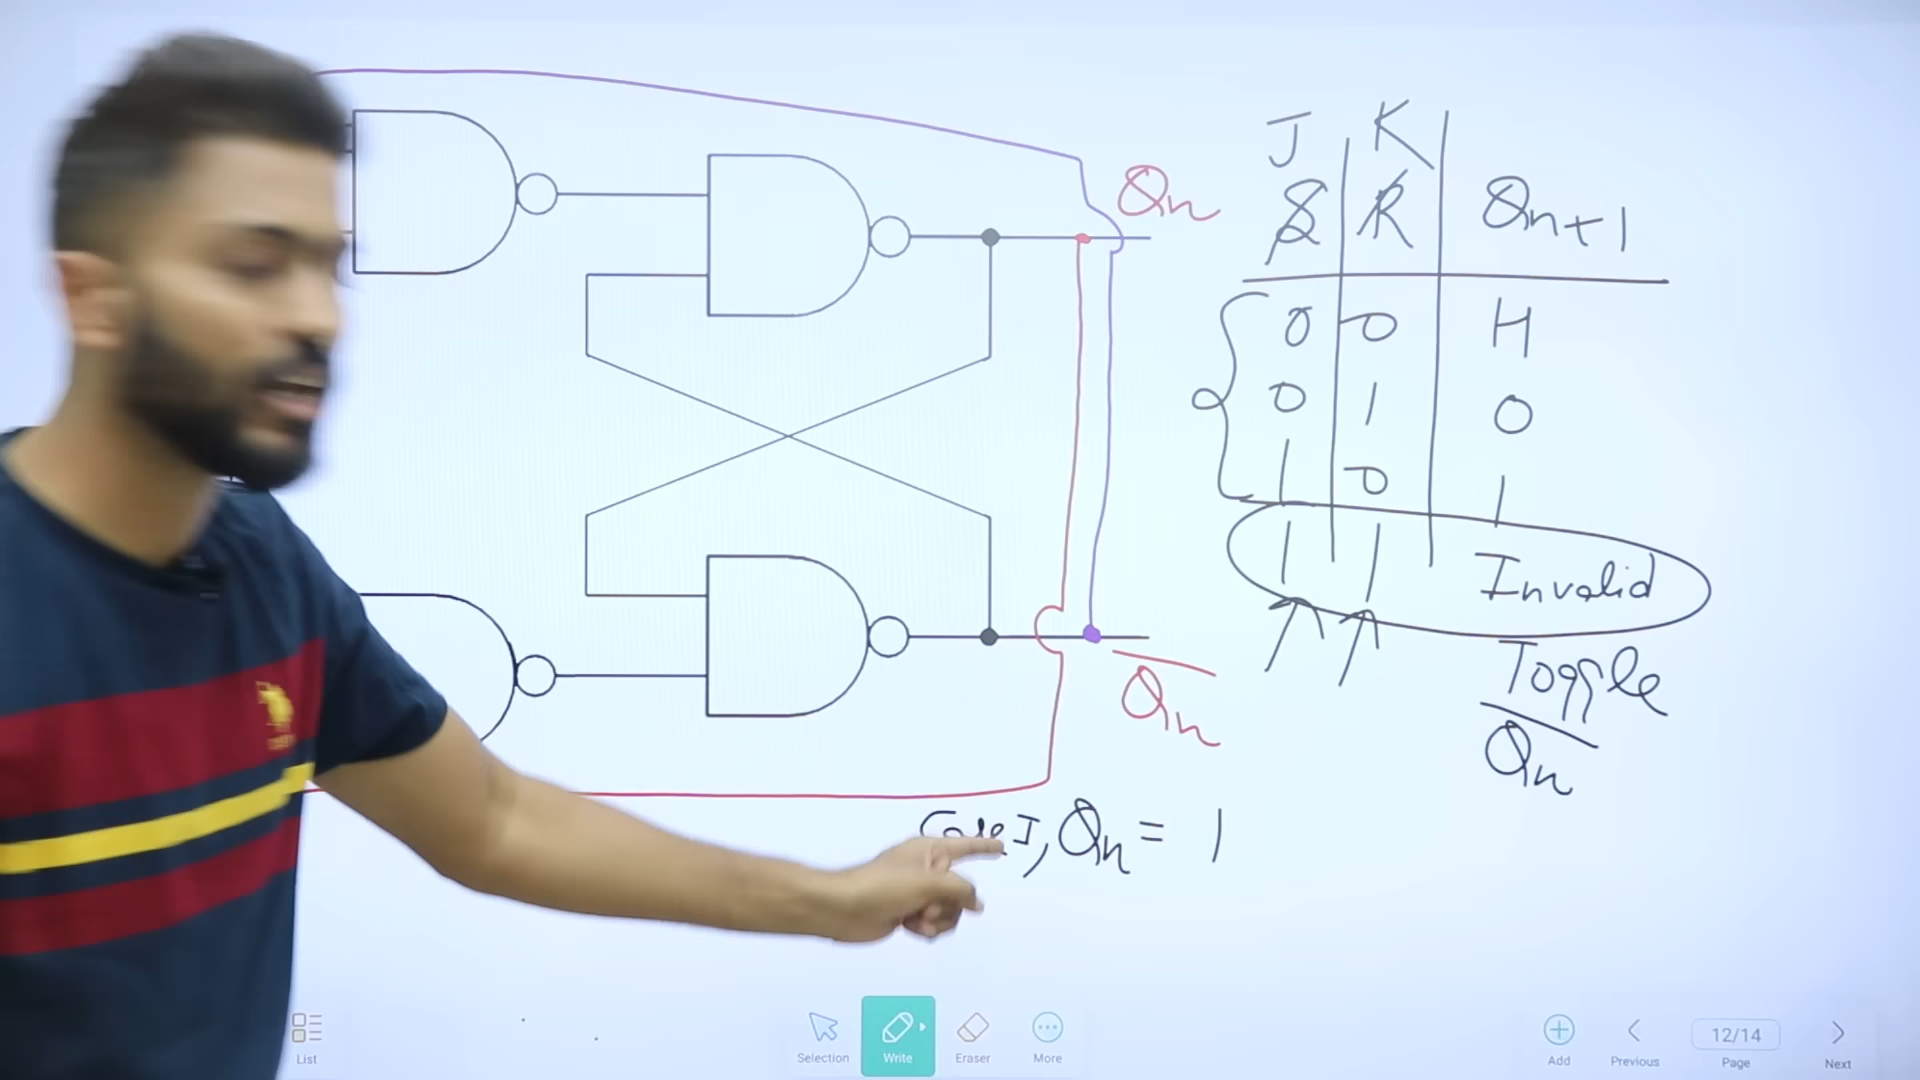 J K
S R Qn+1
Qn
0 0 H
0 1 0
1 0 1
1 1 Invalid
Toggle
Qn
Qn
Case I, Qn = 1
List
Selection Write Eraser More
Add Previous 12/14 Page Next